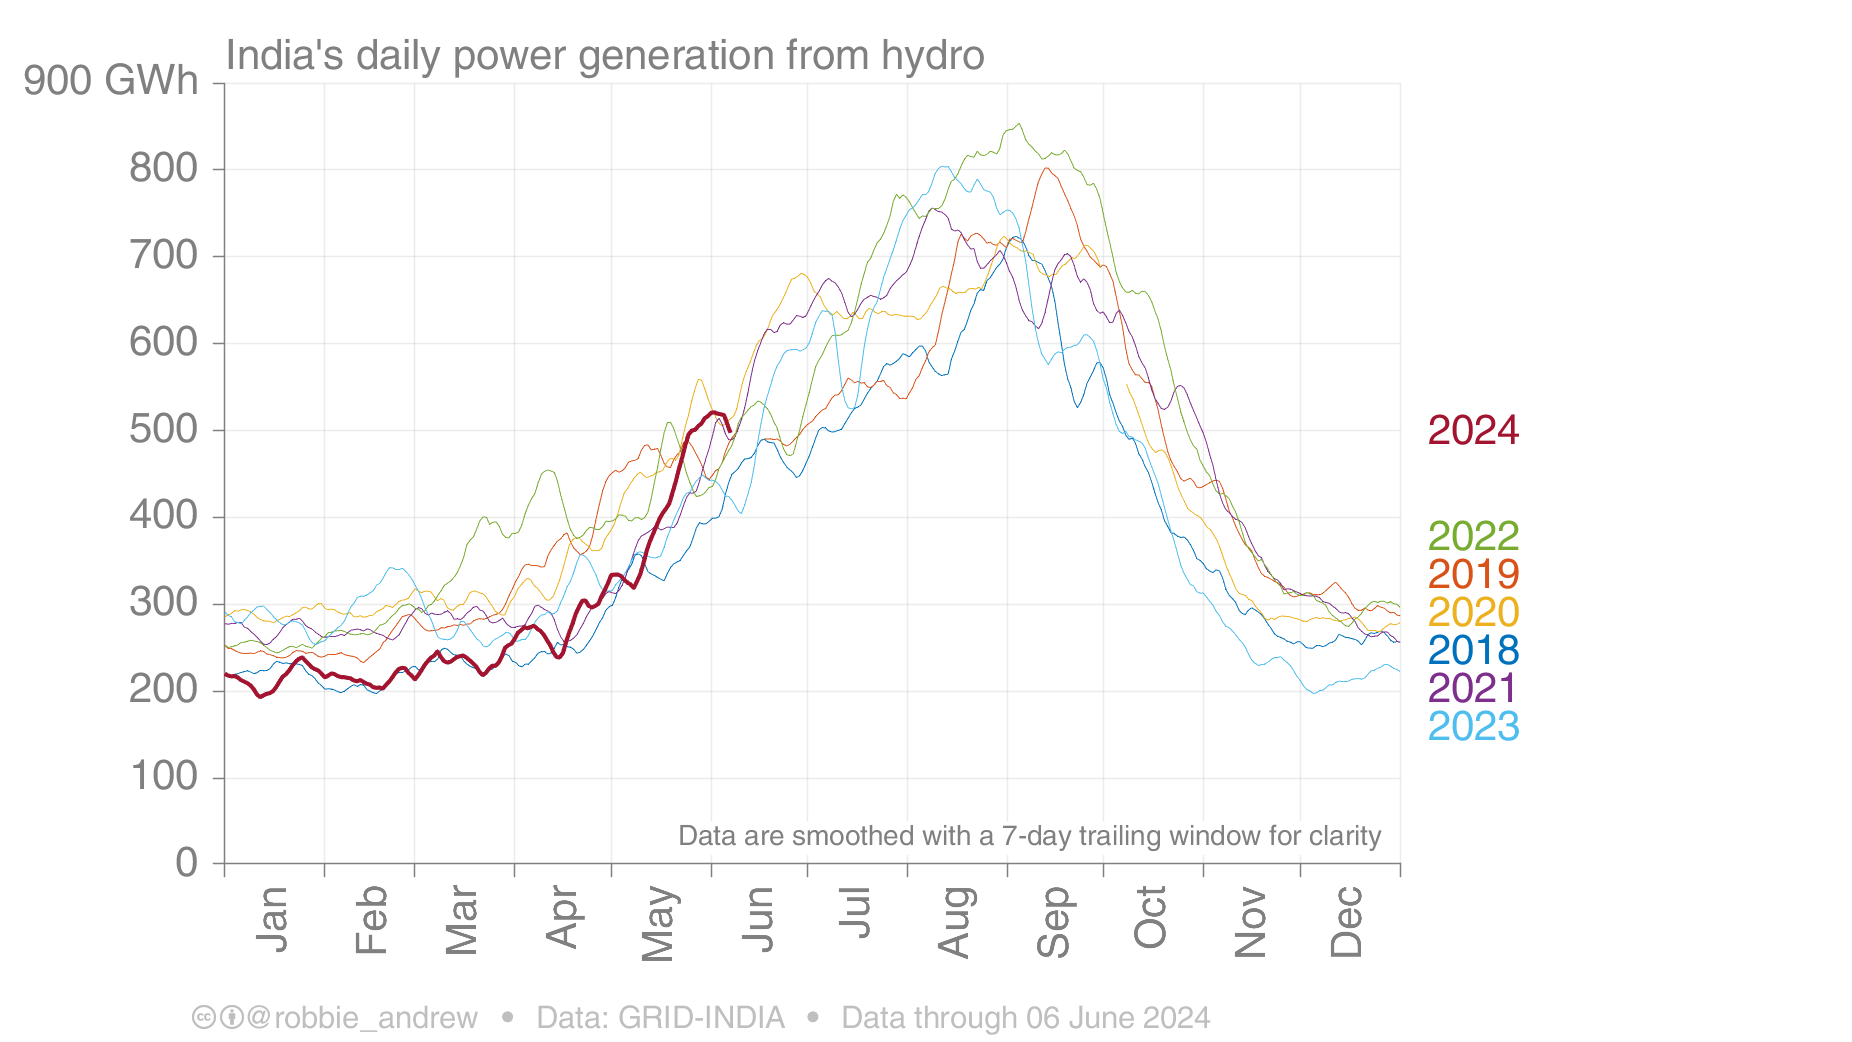 India's daily power generation from hydro
900 GWh
800
700
600
500
400
300
200
100
0
2024
2022
2019
2020
2018
2021
2023
Data are smoothed with a 7-day trailing window for clarity
Jan
Feb
Mar
Apr
May
Jun
Jul
Aug
Sep
Oct
Nov
Dec
@robbie_andrew • Data: GRID-INDIA • Data through 06 June 2024